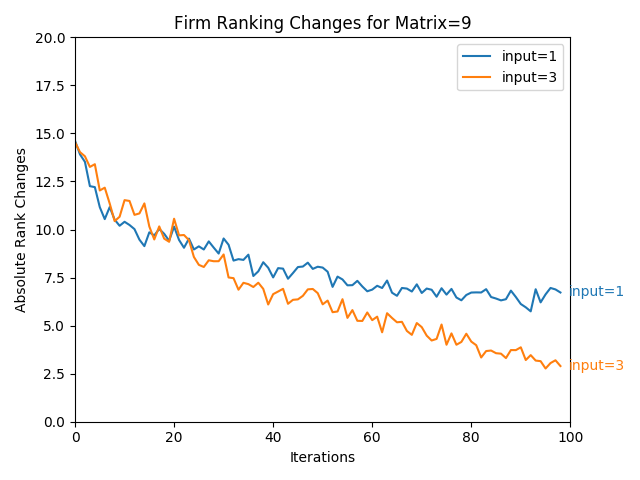 Firm Ranking Changes for Matrix=9
20.0
17.5
15.0
12.5
10.0
7.5
5.0
2.5
0.0
Absolute Rank Changes
input=1
input=3
input=1
input=3
0
20
40
60
80
100
Iterations